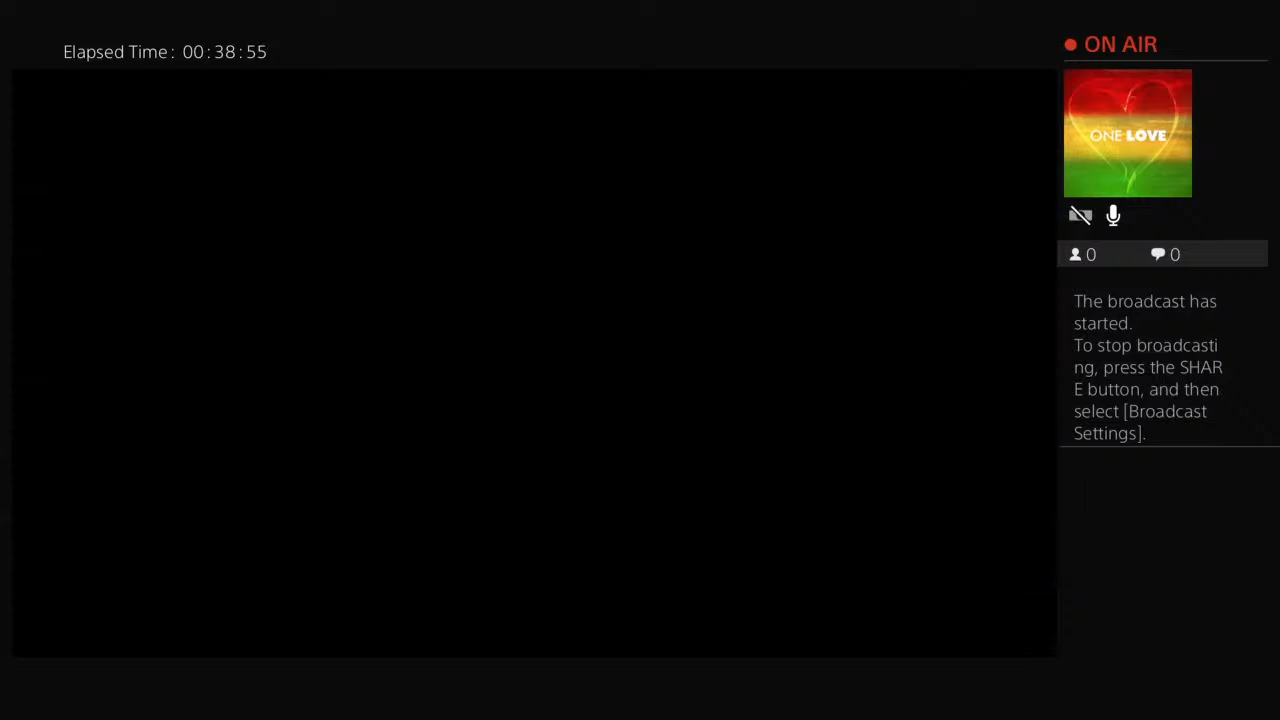 Elapsed Time: 00:38:55
ON AIR
ONE LOVE
0
0
The broadcast has
started.
To stop broadcasti
ng, press the SHAR
E button, and then
select [Broadcast
Settings].